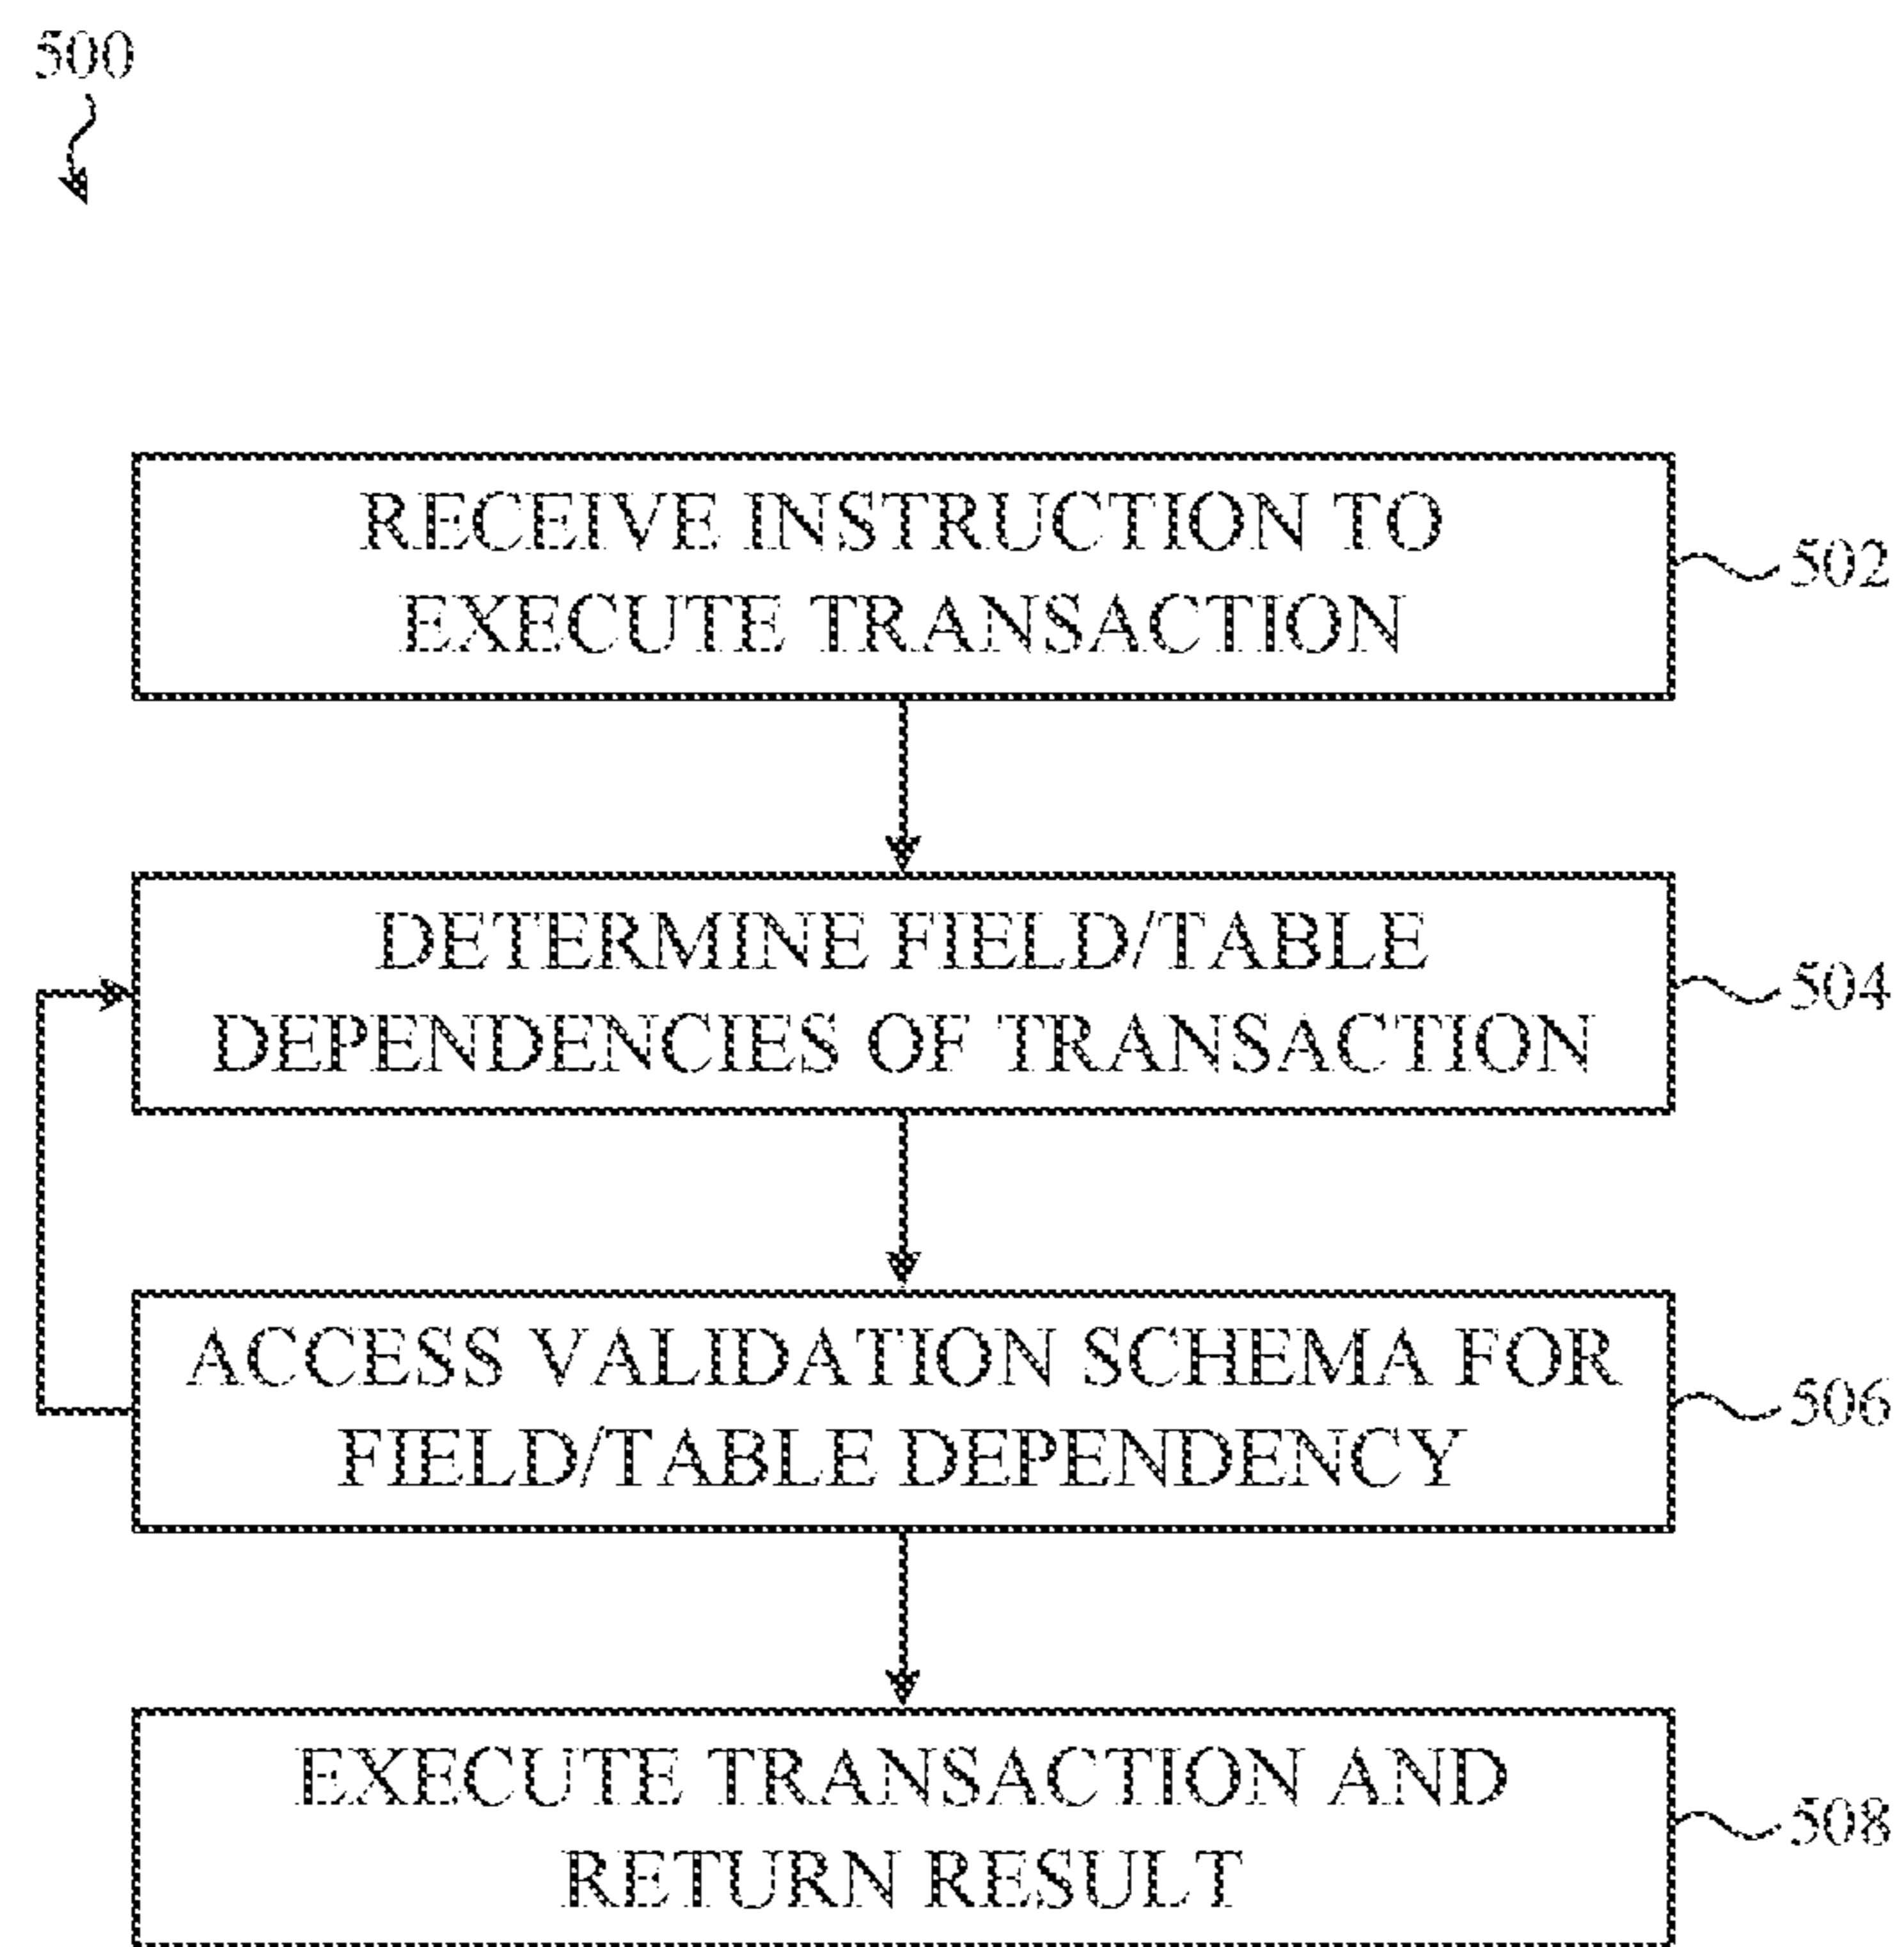 500
RECEIVE INSTRUCTION TO
EXECUTE TRANSACTION
502
DETERMINE FIELD/TABLE
DEPENDENCIES OF TRANSACTION
504
ACCESS VALIDATION SCHEMA FOR
FIELD/TABLE DEPENDENCY
506
EXECUTE TRANSACTION AND
RETURN RESULT
508